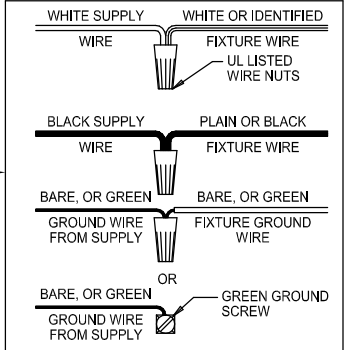 WHITE SUPPLY WHITE OR IDENTIFIED
WIRE FIXTURE WIRE
UL LISTED
WIRE NUTS
BLACK SUPPLY PLAIN OR BLACK
WIRE FIXTURE WIRE
BARE, OR GREEN BARE, OR GREEN
GROUND WIRE FIXTURE GROUND
FROM SUPPLY WIRE
OR
BARE, OR GREEN
GREEN GROUND
SCREW
GROUND WIRE
FROM SUPPLY